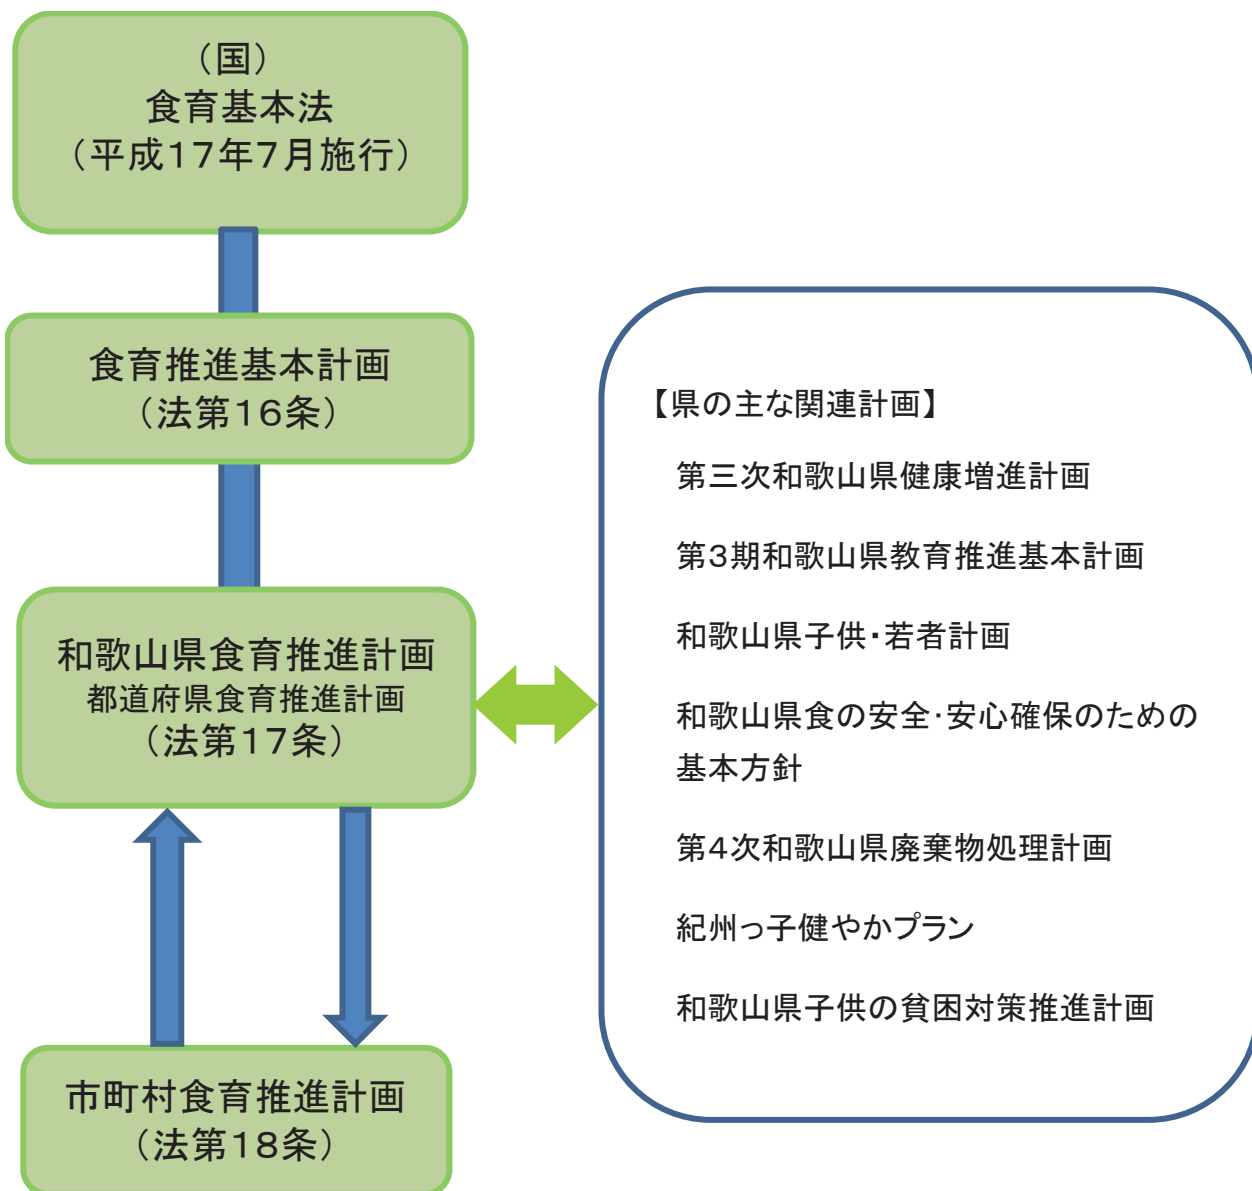 （国）
食育基本法
（平成１７年７月施行）
食育推進基本計画
（法第１６条）
和歌山県食育推進計画
都道府県食育推進計画
（法第１７条）
市町村食育推進計画
（法第１８条）
【県の主な関連計画】
第三次和歌山県健康増進計画
第３期和歌山県教育推進基本計画
和歌山県子供・若者計画
和歌山県食の安全・安心確保のための
基本方針
第４次和歌山県廃棄物処理計画
紀州っ子健やかプラン
和歌山県子供の貧困対策推進計画